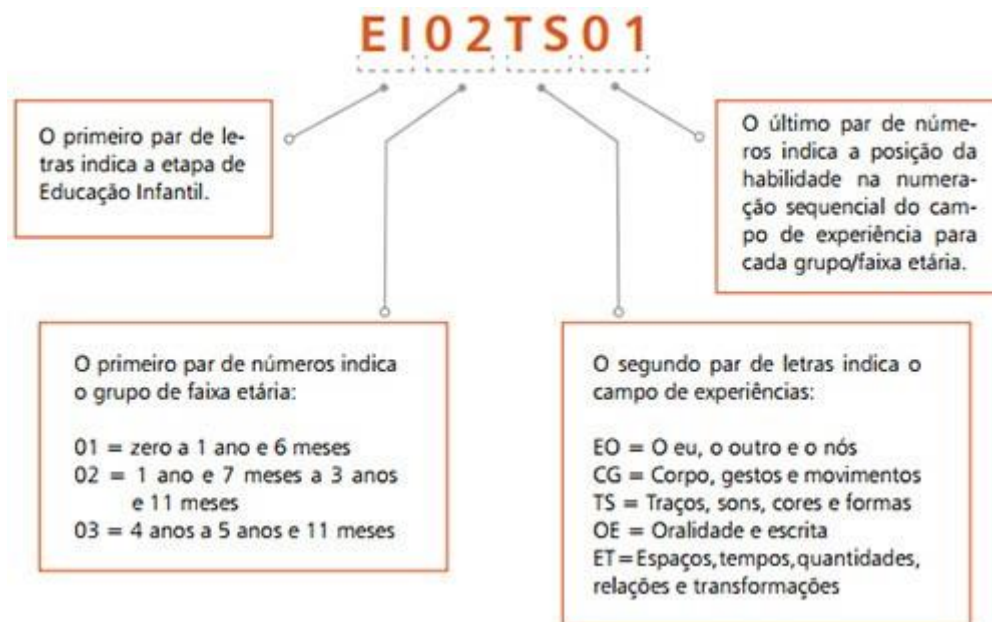 EI02TS01
O primeiro par de le-
tras indica a etapa de
Educação Infantil.
O último par de núme-
ros indica a posição da
habilidade na numera-
ção sequencial do cam-
po de experiência para
cada grupo/faixa etária.
O primeiro par de números indica
o grupo de faixa etária:
01 = zero a 1 ano e 6 meses
02 = 1 ano e 7 meses a 3 anos
e 11 meses
03 = 4 anos a 5 anos e 11 meses
O segundo par de letras indica o
campo de experiências:
EO = O eu, o outro e o nós
CG = Corpo, gestos e movimentos
TS = Traços, sons, cores e formas
OE = Oralidade e escrita
ET = Espaços, tempos, quantidades,
relações e transformações